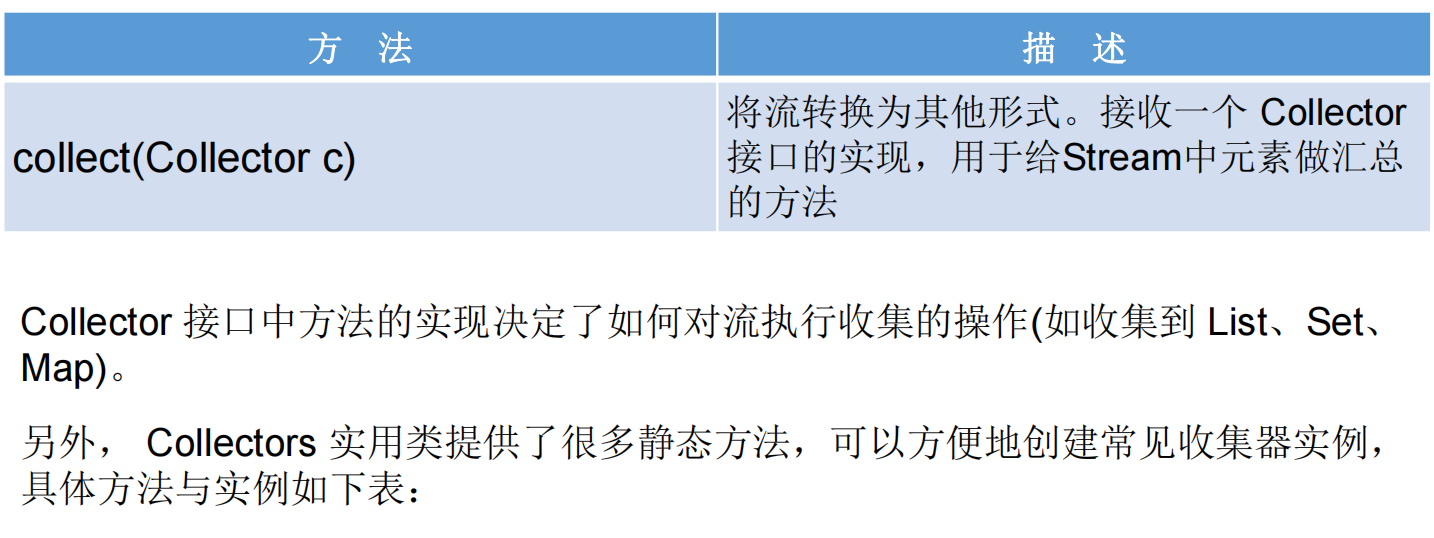 方 法
描 述
collect(Collector c)
将流转换为其他形式。接收一个 Collector
接口的实现，用于给Stream中元素做汇总
的方法
Collector 接口中方法的实现决定了如何对流执行收集的操作(如收集到 List、Set、
Map)。
另外， Collectors 实用类提供了很多静态方法，可以方便地创建常见收集器实例，
具体方法与实例如下表：